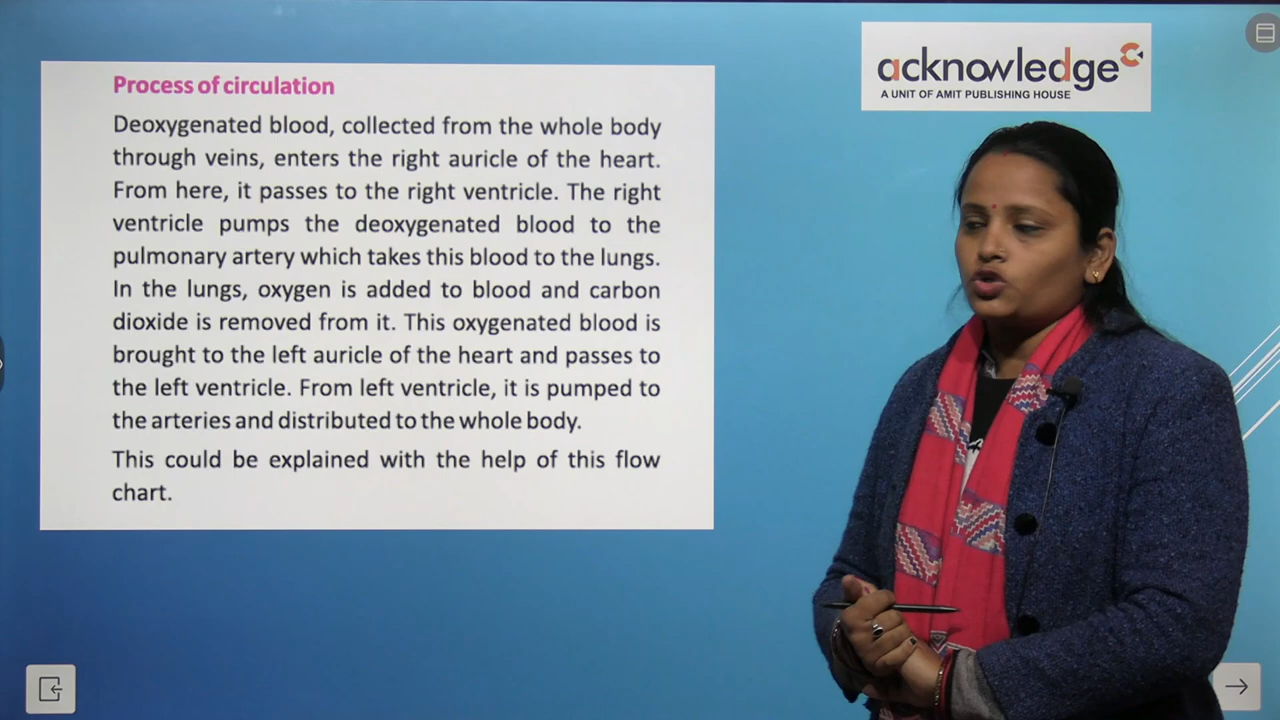 Process of circulation
Deoxygenated blood, collected from the whole body
through veins, enters the right auricle of the heart.
From here, it passes to the right ventricle. The right
ventricle pumps the deoxygenated blood to the
pulmonary artery which takes this blood to the lungs.
In the lungs, oxygen is added to blood and carbon
dioxide is removed from it. This oxygenated blood is
brought to the left auricle of the heart and passes to
the left ventricle. From left ventricle, it is pumped to
the arteries and distributed to the whole body.
This could be explained with the help of this flow
chart.
acknowledge
A UNIT OF AMIT PUBLISHING HOUSE